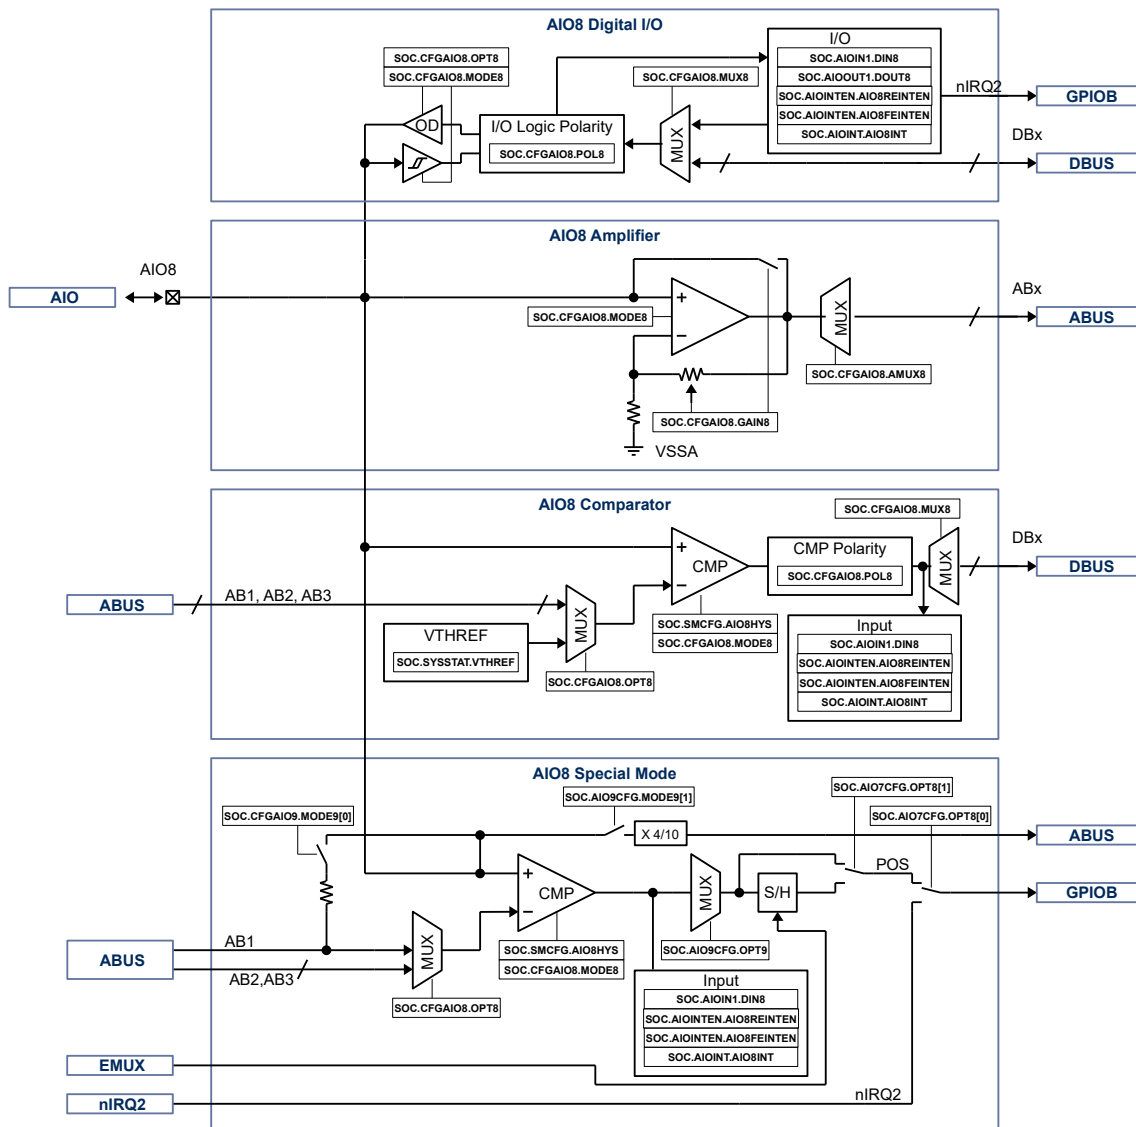 AIO8 Digital I/O
SOC.CFGAIO8.OPT8
SOC.CFGAIO8.MODE8
OD
I/O Logic Polarity
SOC.CFGAIO8.POL8
SOC.CFGAIO8.MUX8
MUX
I/O
SOC.AIOIN1.DIN8
SOC.AIOOUT1.DOUT8
SOC.AIOINTEN.AIO8REINTEN
SOC.AIOINTEN.AIO8FEINTEN
SOC.AIOINT.AIO8INT
nIRQ2
GPIOB
DBx
DBUS
AIO8 Amplifier
AIO
AIO8
SOC.CFGAIO8.MODE8
+
−
MUX
SOC.CFGAIO8.AMUX8
SOC.CFGAIO8.GAIN8
VSSA
ABx
ABUS
AIO8 Comparator
ABUS
AB1, AB2, AB3
VTHREF
SOC.SYSSTAT.VTHREF
MUX
SOC.CFGAIO8.OPT8
+
−
CMP
SOC.SMCFG.AIO8HYS
SOC.CFGAIO8.MODE8
CMP Polarity
SOC.CFGAIO8.POL8
SOC.CFGAIO8.MUX8
MUX
DBx
DBUS
Input
SOC.AIOIN1.DIN8
SOC.AIOINTEN.AIO8REINTEN
SOC.AIOINTEN.AIO8FEINTEN
SOC.AIOINT.AIO8INT
AIO8 Special Mode
SOC.CFGAIO9.MODE9[0]
SOC.AIO9CFG.MODE9[1]
X 4/10
SOC.AIO7CFG.OPT8[1]
SOC.AIO7CFG.OPT8[0]
ABUS
POS
GPIOB
+
−
CMP
SOC.SMCFG.AIO8HYS
SOC.CFGAIO8.MODE8
MUX
S/H
SOC.AIO9CFG.OPT9
ABUS
AB1
AB2,AB3
MUX
SOC.CFGAIO8.OPT8
Input
SOC.AIOIN1.DIN8
SOC.AIOINTEN.AIO8REINTEN
SOC.AIOINTEN.AIO8FEINTEN
SOC.AIOINT.AIO8INT
EMUX
nIRQ2
nIRQ2